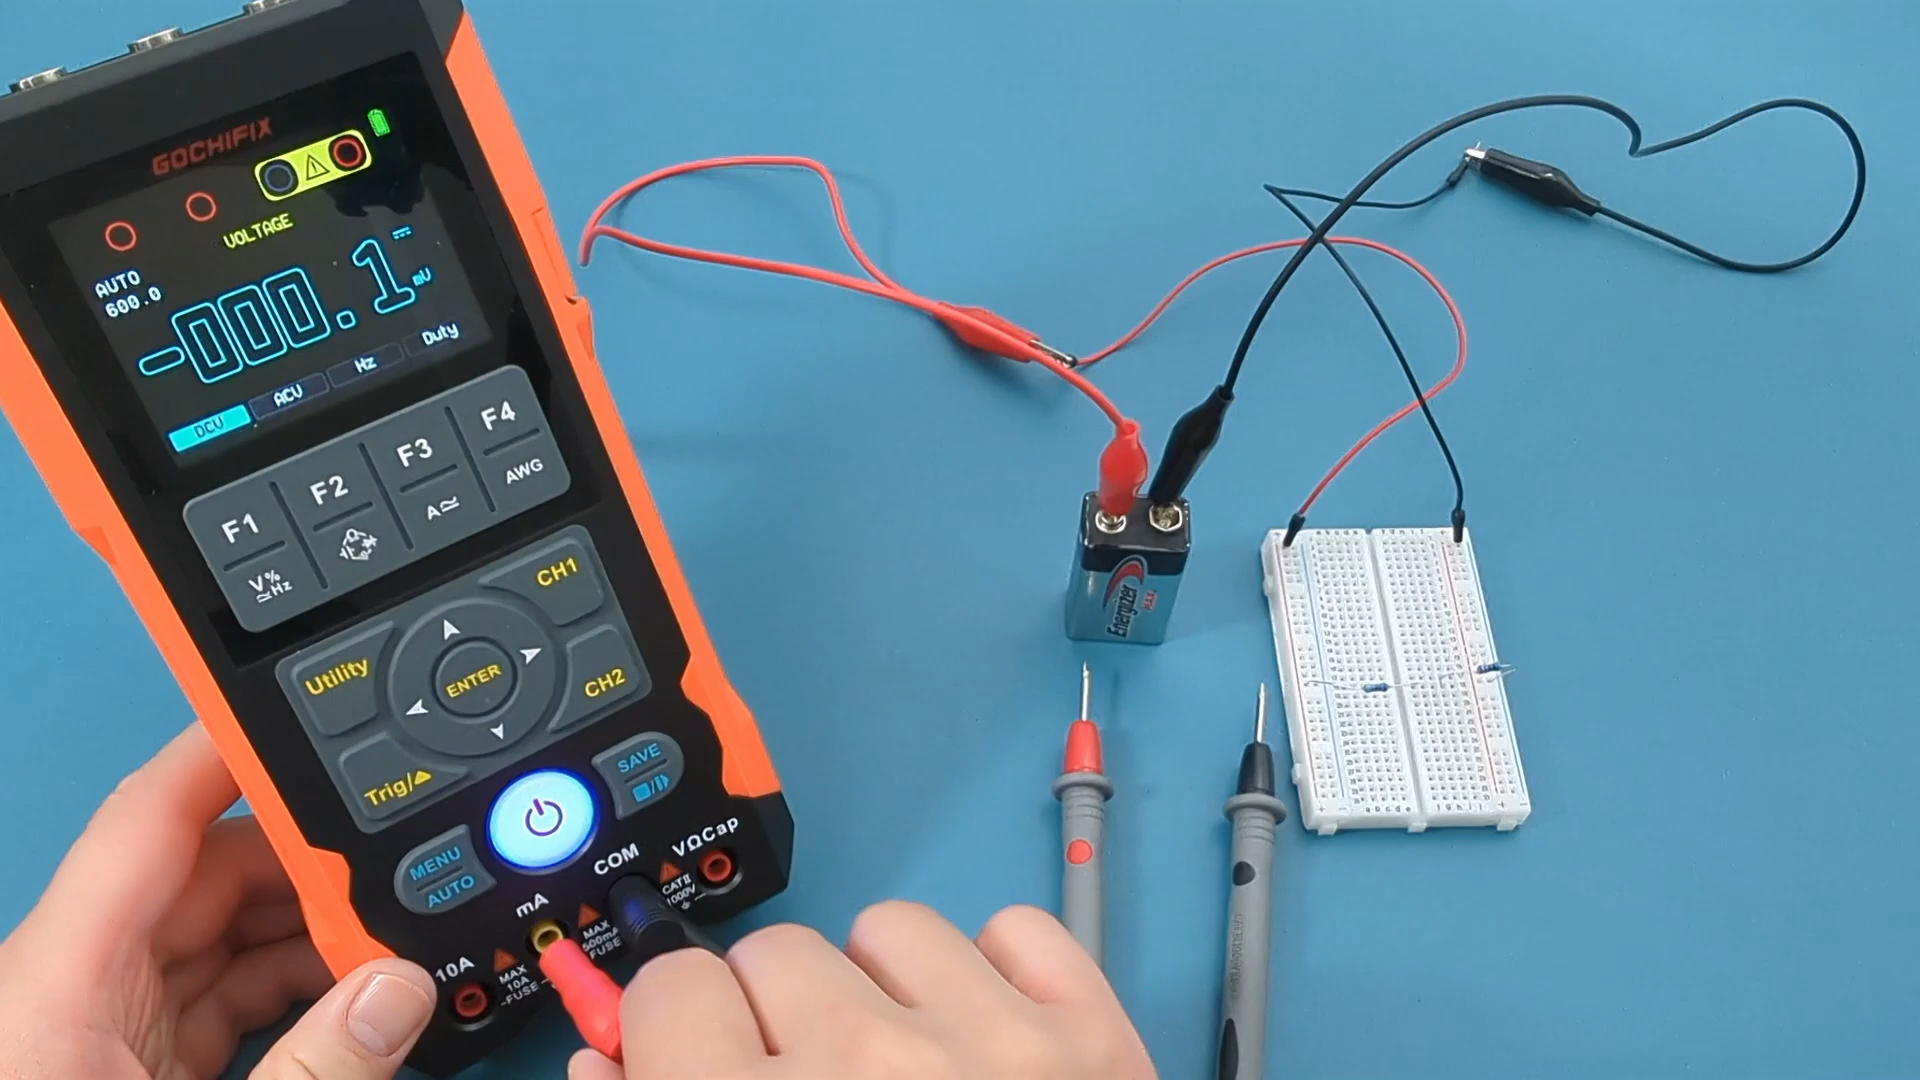 GOCHIFIX
VOLTAGE
AUTO
600.0
-000.1 mV
DCV ACV Hz Duty
F1 F2 F3 F4
V%
Hz
A
AWG
Utility
CH1
ENTER
CH2
Trig/
SAVE
MENU
AUTO
10A
mA
COM
VΩCap
MAX
10A
FUSE
MAX
500mA
FUSE
CAT II
1000V
Energizer
MAX